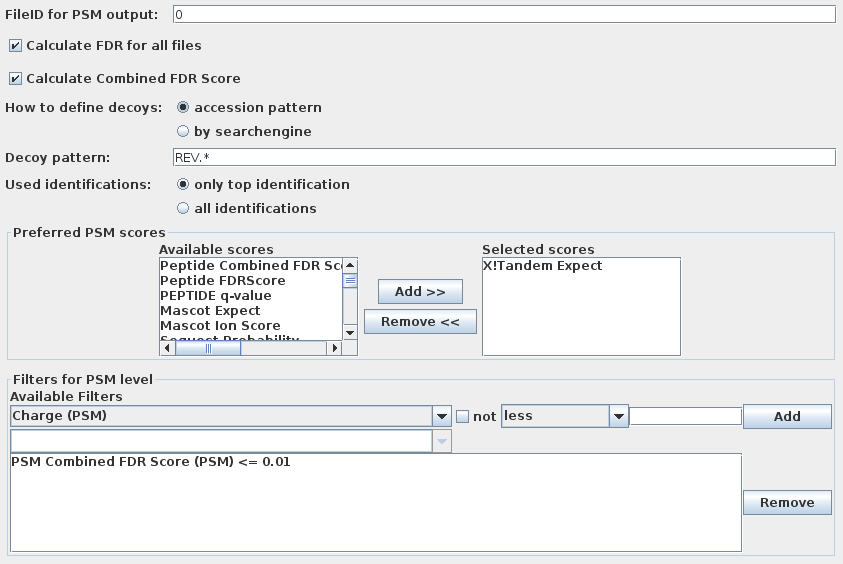 FileID for PSM output: 0
Calculate FDR for all files
Calculate Combined FDR Score
How to define decoys: accession pattern
by searchengine
Decoy pattern: REV.*
Used identifications: only top identification
all identifications
Preferred PSM scores
Available scores
Selected scores
Peptide Combined FDR Sc
Peptide FDRScore
PEPTIDE q-value
Mascot Expect
Mascot Ion Score
Sequest Probability
Add >>
Remove <<
X!Tandem Expect
Filters for PSM level
Available Filters
Charge (PSM) not less Add
PSM Combined FDR Score (PSM) <= 0.01
Remove